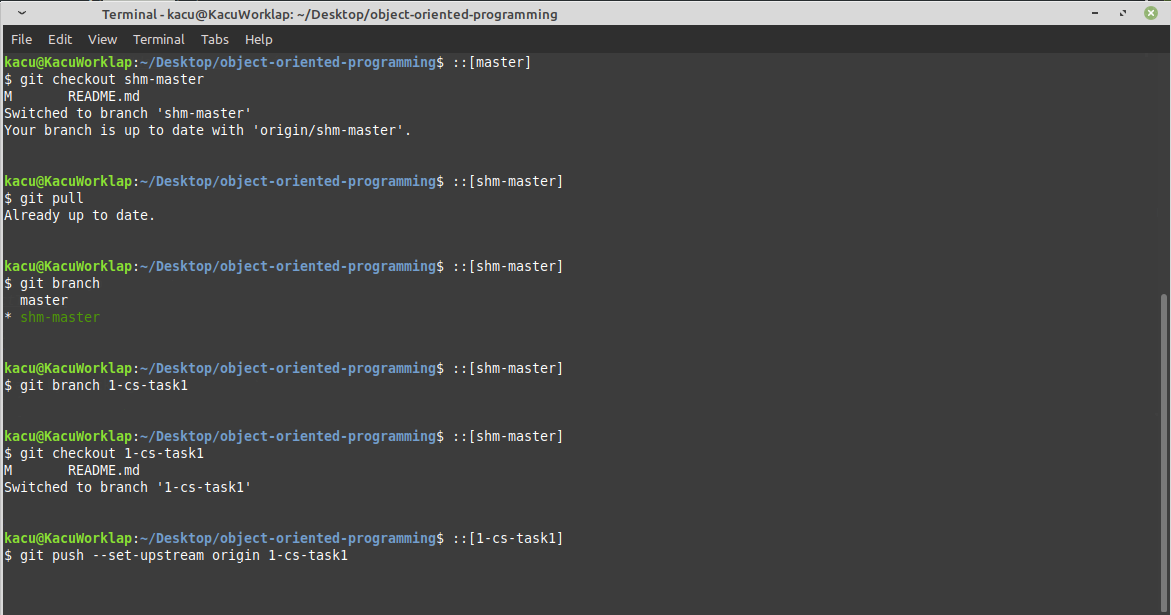 Terminal - kacu@KacuWorklap: ~/Desktop/object-oriented-programming
File Edit View Terminal Tabs Help
kacu@KacuWorklap:~/Desktop/object-oriented-programming$ ::[master]
$ git checkout shm-master
M       README.md
Switched to branch 'shm-master'
Your branch is up to date with 'origin/shm-master'.
kacu@KacuWorklap:~/Desktop/object-oriented-programming$ ::[shm-master]
$ git pull
Already up to date.
kacu@KacuWorklap:~/Desktop/object-oriented-programming$ ::[shm-master]
$ git branch
  master
* shm-master
kacu@KacuWorklap:~/Desktop/object-oriented-programming$ ::[shm-master]
$ git branch 1-cs-task1
kacu@KacuWorklap:~/Desktop/object-oriented-programming$ ::[shm-master]
$ git checkout 1-cs-task1
M       README.md
Switched to branch '1-cs-task1'
kacu@KacuWorklap:~/Desktop/object-oriented-programming$ ::[1-cs-task1]
$ git push --set-upstream origin 1-cs-task1